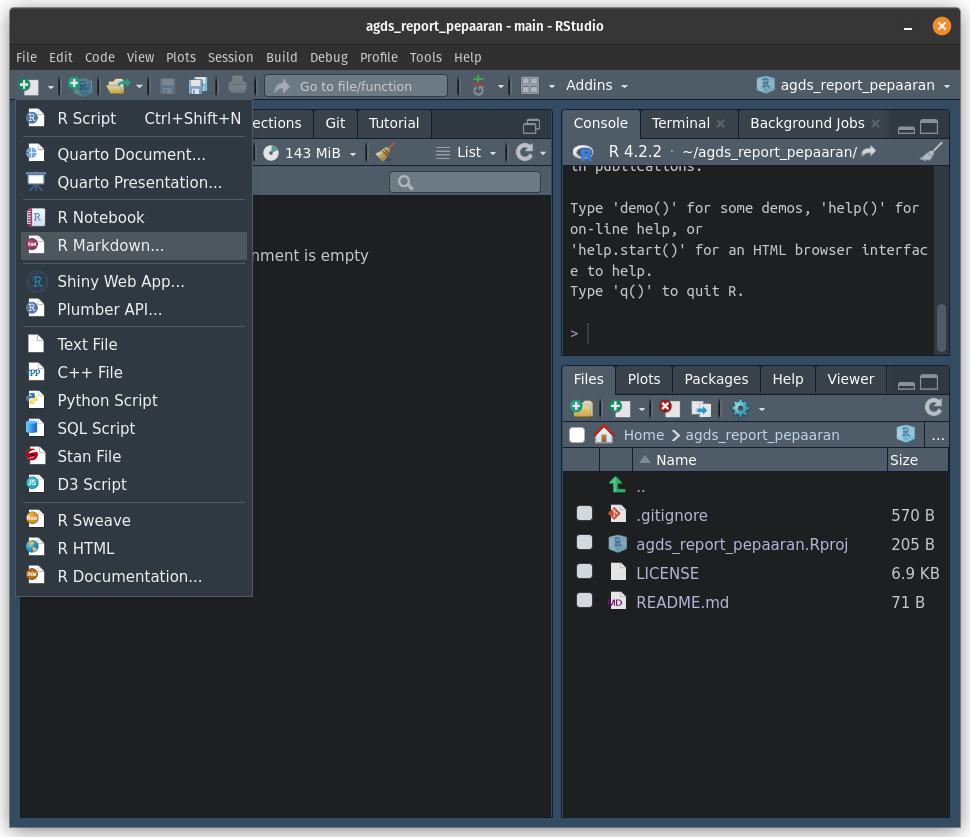 agds_report_pepaaran - main - RStudio
File Edit Code View Plots Session Build Debug Profile Tools Help
Go to file/function
Addins
agds_report_pepaaran
R Script Ctrl+Shift+N
Quarto Document...
Quarto Presentation...
R Notebook
R Markdown...
Shiny Web App...
Plumber API...
Text File
C++ File
Python Script
SQL Script
Stan File
D3 Script
R Sweave
R HTML
R Documentation...
ections Git Tutorial
143 MiB
List
nment is empty
Console Terminal Background Jobs
R 4.2.2 · ~/agds_report_pepaaran/
in publications.
Type 'demo()' for some demos, 'help()' for
on-line help, or
'help.start()' for an HTML browser interfac
e to help.
Type 'q()' to quit R.
>
Files Plots Packages Help Viewer
Home agds_report_pepaaran
...
Name Size
..
.gitignore 570 B
agds_report_pepaaran.Rproj 205 B
LICENSE 6.9 KB
README.md 71 B